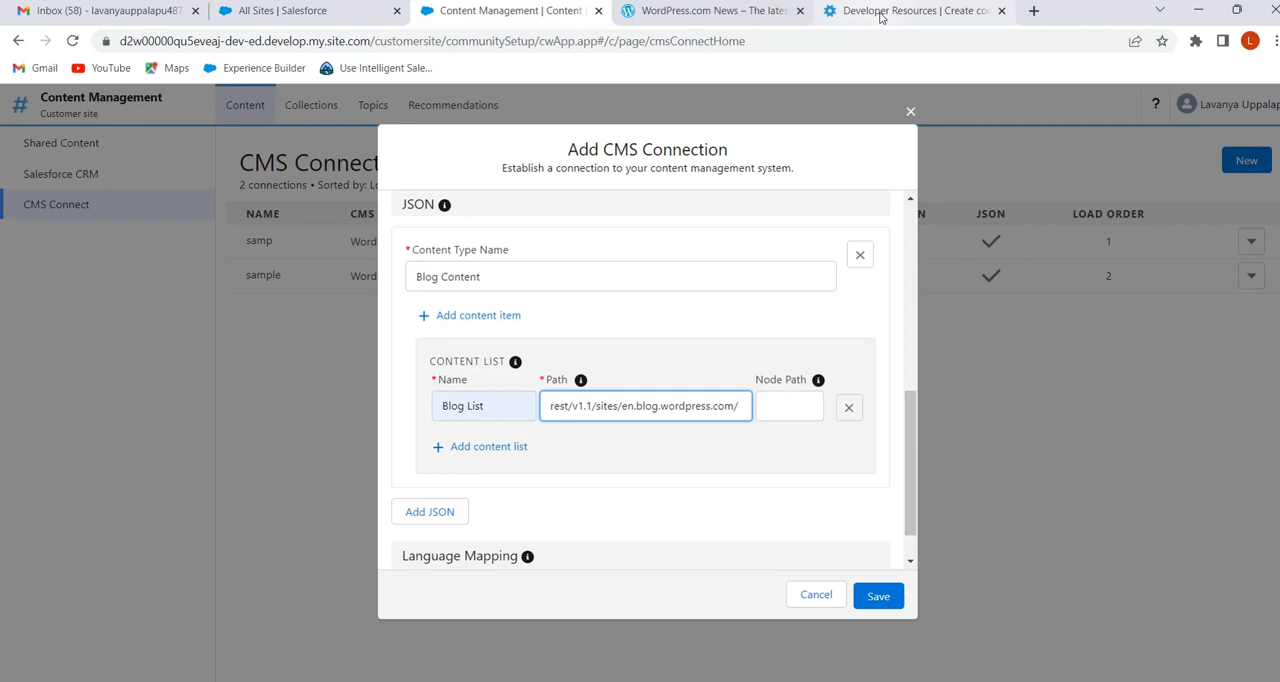 Inbox (58) - lavanyauppalapu487
All Sites | Salesforce
Content Management | Content
WordPress.com News – The lates
Developer Resources | Create co
d2w00000qu5eveaj-dev-ed.develop.my.site.com/customersite/communitySetup/cwApp.app#/c/page/cmsConnectHome
L
Gmail
YouTube
Maps
Experience Builder
Use Intelligent Sale...
#
Content Management
Customer site
Content
Collections
Topics
Recommendations
?
Lavanya Uppalap
Shared Content
Salesforce CRM
CMS Connect
CMS Connect
2 connections • Sorted by: Lo
New
NAME
CMS
N
JSON
LOAD ORDER
samp
Word
1
sample
Word
2
Add CMS Connection
Establish a connection to your content management system.
JSON
*Content Type Name
Blog Content
+ Add content item
CONTENT LIST
*Name
*Path
Node Path
Blog List
rest/v1.1/sites/en.blog.wordpress.com/
+ Add content list
Add JSON
Language Mapping
Cancel
Save